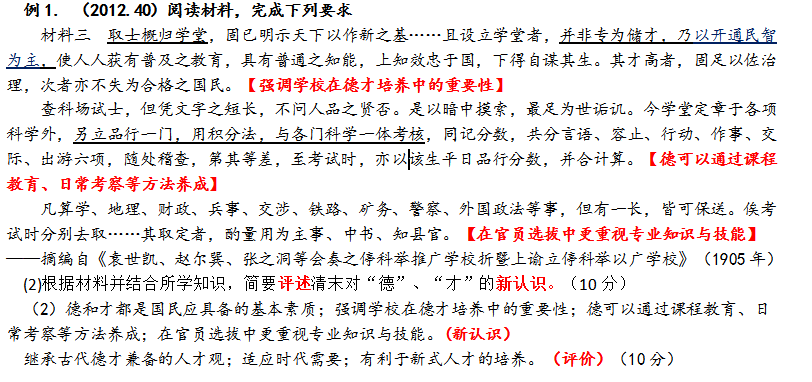 例1. （2012.40）阅读材料，完成下列要求
材料三　取士概归学堂，固已明示天下以作新之基……且设立学堂者，并非专为储才，乃以开通民智
为主，使人人获有普及之教育，具有普通之知能，上知效忠于国，下得自谋其生。其才高者，固足以佐治
理，次者亦不失为合格之国民。【强调学校在德才培养中的重要性】
查科场试士，但凭文字之短长，不问人品之贤否。是以暗中摸索，最足为世诟讥。今学堂定章于各项
科学外，另立品行一门，用积分法，与各门科学一体考核，同记分数，共分言语、容止、行动、作事、交
际、出游六项，随处稽查，第其等差，至考试时，亦以该生平日品行分数，并合计算。【德可以通过课程
教育、日常考察等方法养成】
凡算学、地理、财政、兵事、交涉、铁路、矿务、警察、外国政法等事，但有一长，皆可保送。俟考
试时分别去取……其取定者，酌量用为主事、中书、知县官。【在官员选拔中更重视专业知识与技能】
——摘编自《袁世凯、赵尔巽、张之洞等会奏之停科举推广学校折暨上谕立停科举以广学校》（1905年）
(2)根据材料并结合所学知识，简要评述清末对“德”、“才”的新认识。（10分）
（2）德和才都是国民应具备的基本素质；强调学校在德才培养中的重要性；德可以通过课程教育、日
常考察等方法养成；在官员选拔中更重视专业知识与技能。(新认识）
继承古代德才兼备的人才观；适应时代需要；有利于新式人才的培养。（评价）（10分）